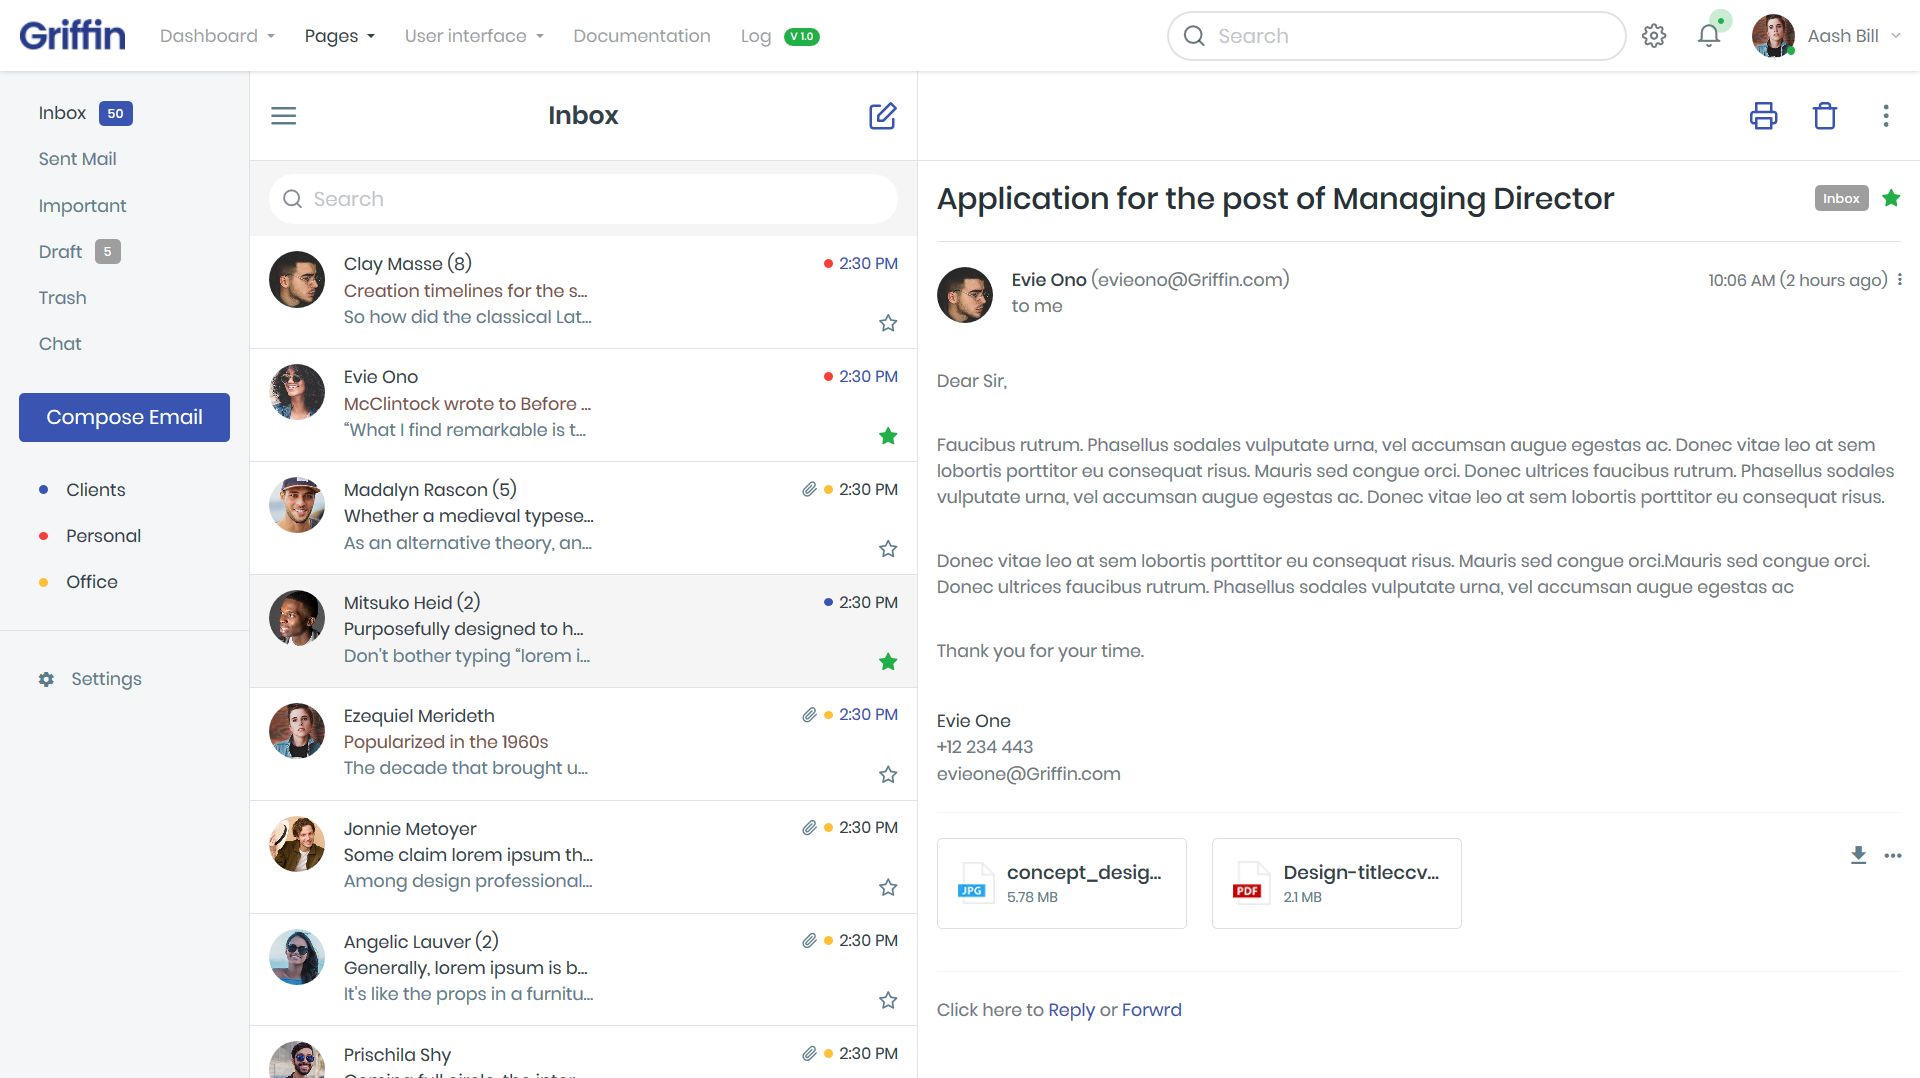 Griffin
Dashboard
Pages
User interface
Documentation
Log
V 1.0
Search
Aash Bill
Inbox
50
Sent Mail
Important
Draft
5
Trash
Chat
Compose Email
Clients
Personal
Office
Settings
Inbox
Search
Clay Masse (8)
2:30 PM
Creation timelines for the s...
So how did the classical Lat...
Evie Ono
2:30 PM
McClintock wrote to Before ...
“What I find remarkable is t...
Madalyn Rascon (5)
2:30 PM
Whether a medieval typese...
As an alternative theory, an...
Mitsuko Heid (2)
2:30 PM
Purposefully designed to h...
Don't bother typing “lorem i...
Ezequiel Merideth
2:30 PM
Popularized in the 1960s
The decade that brought u...
Jonnie Metoyer
2:30 PM
Some claim lorem ipsum th...
Among design professional...
Angelic Lauver (2)
2:30 PM
Generally, lorem ipsum is b...
It's like the props in a furnitu...
Prischila Shy
2:30 PM
Application for the post of Managing Director
Inbox
Evie Ono (evieono@Griffin.com)
10:06 AM (2 hours ago)
to me
Dear Sir,
Faucibus rutrum. Phasellus sodales vulputate urna, vel accumsan augue egestas ac. Donec vitae leo at sem
lobortis porttitor eu consequat risus. Mauris sed congue orci. Donec ultrices faucibus rutrum. Phasellus sodales
vulputate urna, vel accumsan augue egestas ac. Donec vitae leo at sem lobortis porttitor eu consequat risus.
Donec vitae leo at sem lobortis porttitor eu consequat risus. Mauris sed congue orci.Mauris sed congue orci.
Donec ultrices faucibus rutrum. Phasellus sodales vulputate urna, vel accumsan augue egestas ac
Thank you for your time.
Evie One
+12 234 443
evieone@Griffin.com
JPG
concept_desig...
5.78 MB
PDF
Design-titleccv...
2.1 MB
Click here to Reply or Forwrd